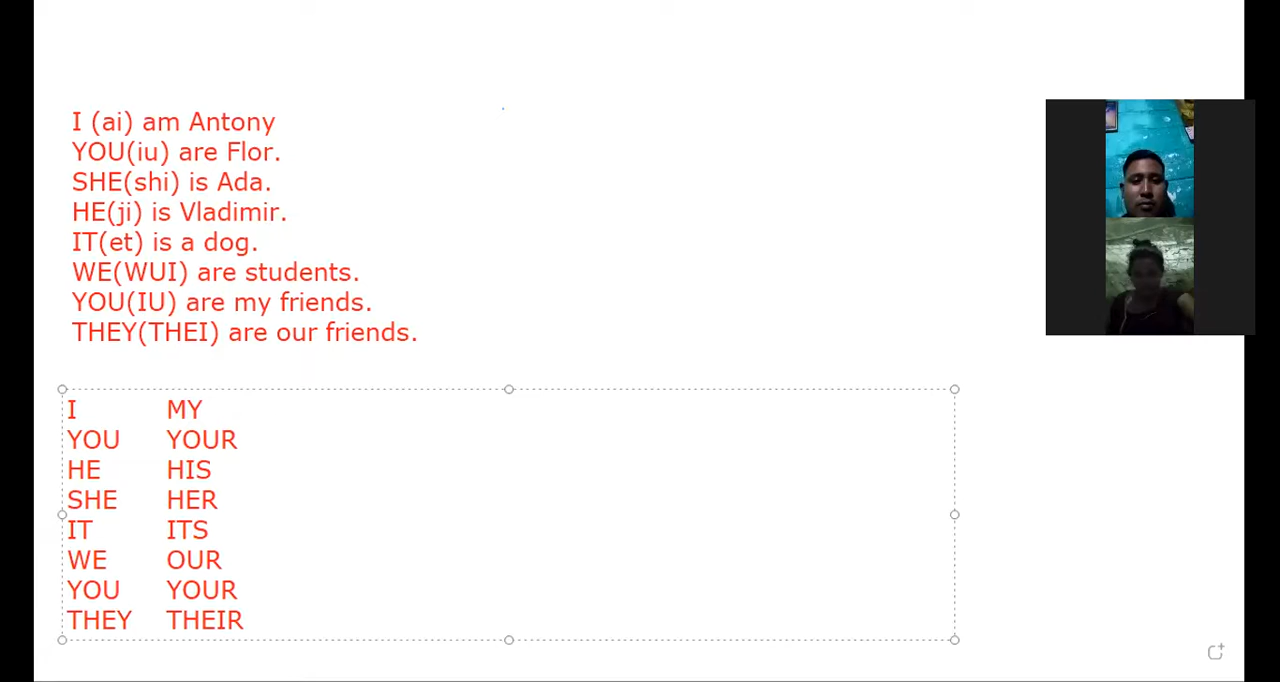 I (ai) am Antony
YOU(iu) are Flor.
SHE(shi) is Ada.
HE(ji) is Vladimir.
IT(et) is a dog.
WE(WUI) are students.
YOU(IU) are my friends.
THEY(THEI) are our friends.
I MY
YOU YOUR
HE HIS
SHE HER
IT ITS
WE OUR
YOU YOUR
THEY THEIR